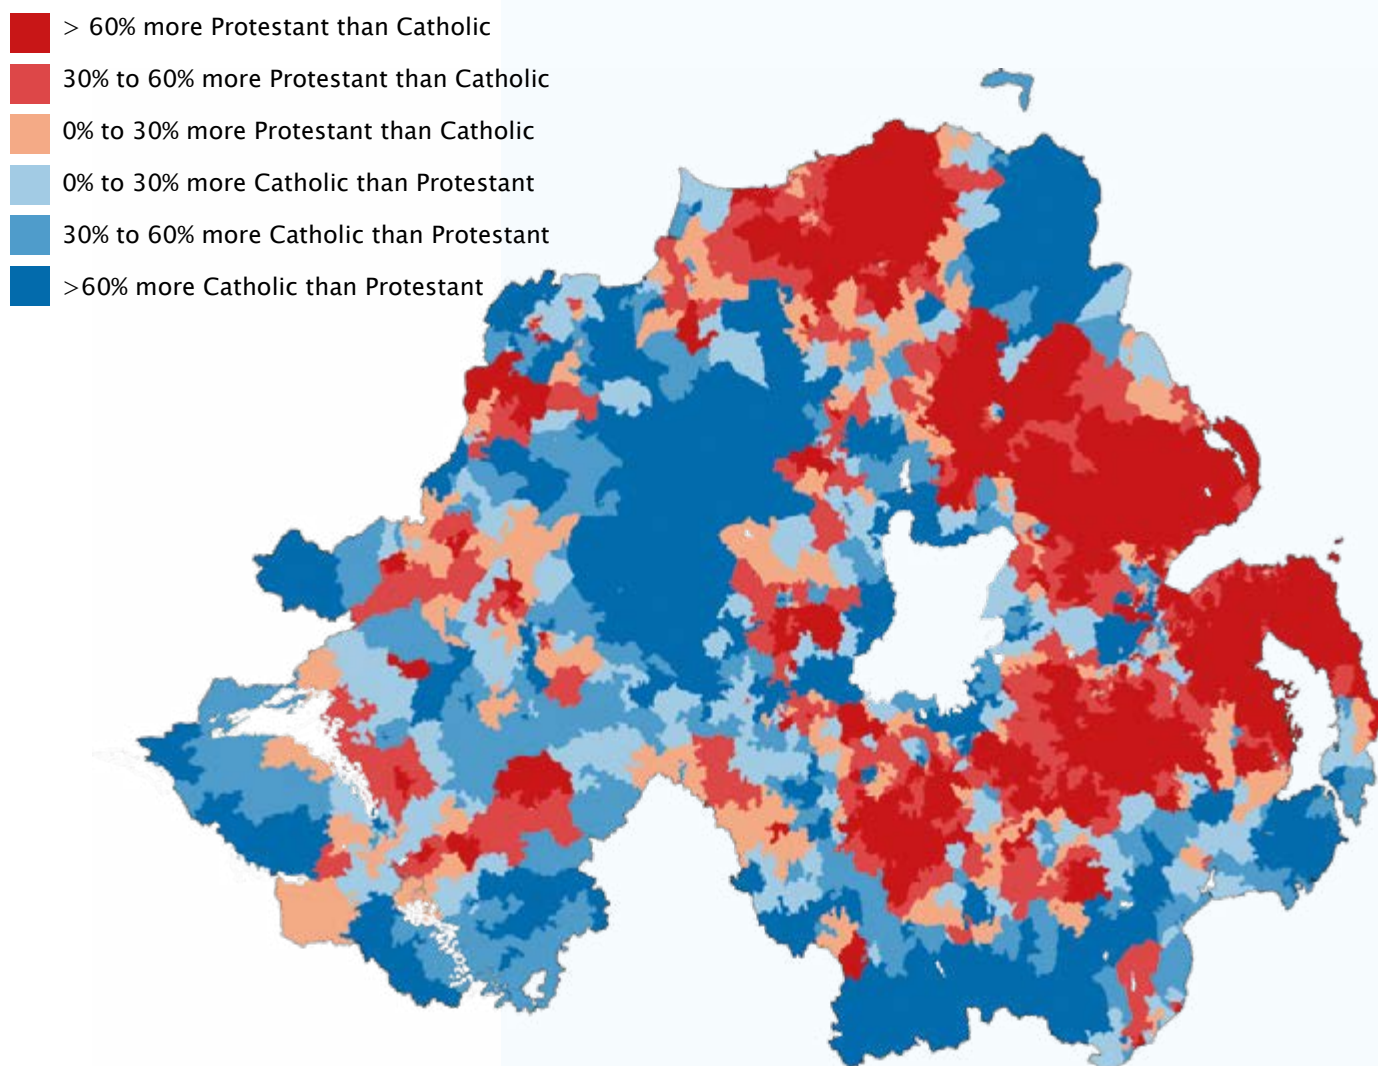 > 60% more Protestant than Catholic
30% to 60% more Protestant than Catholic
0% to 30% more Protestant than Catholic
0% to 30% more Catholic than Protestant
30% to 60% more Catholic than Protestant
>60% more Catholic than Protestant